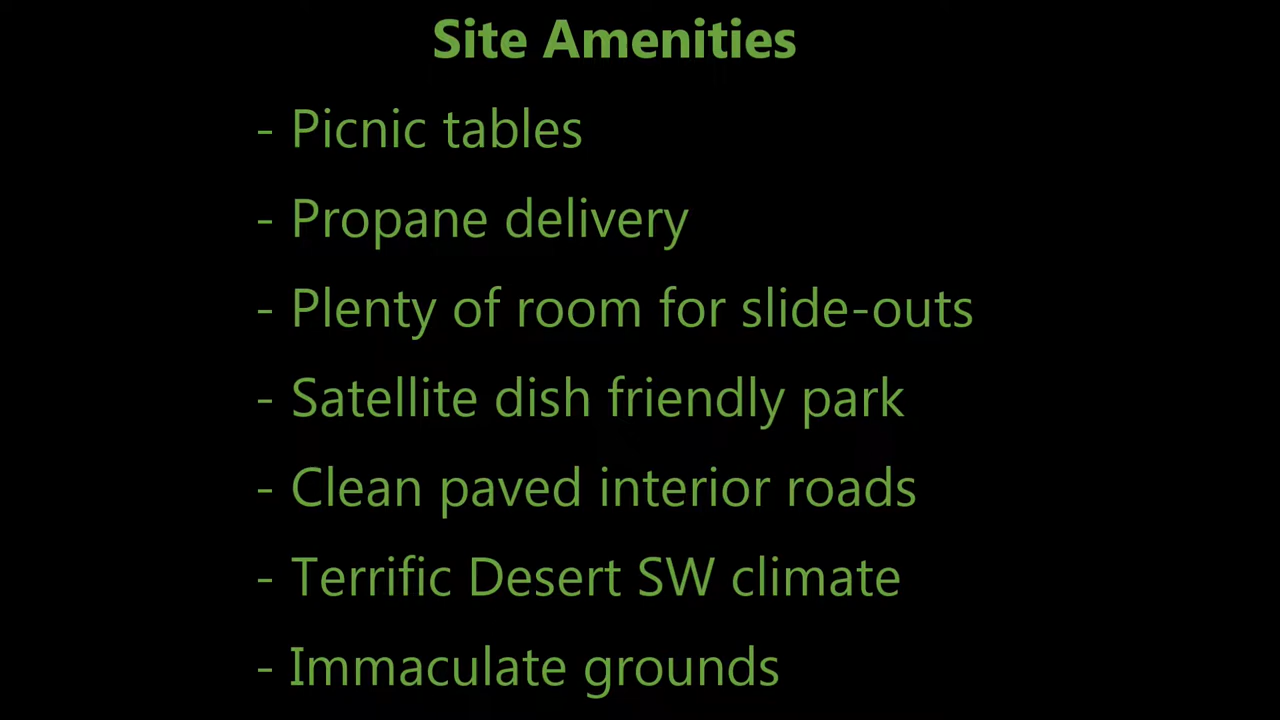 Site Amenities
- Picnic tables
- Propane delivery
- Plenty of room for slide-outs
- Satellite dish friendly park
- Clean paved interior roads
- Terrific Desert SW climate
- Immaculate grounds